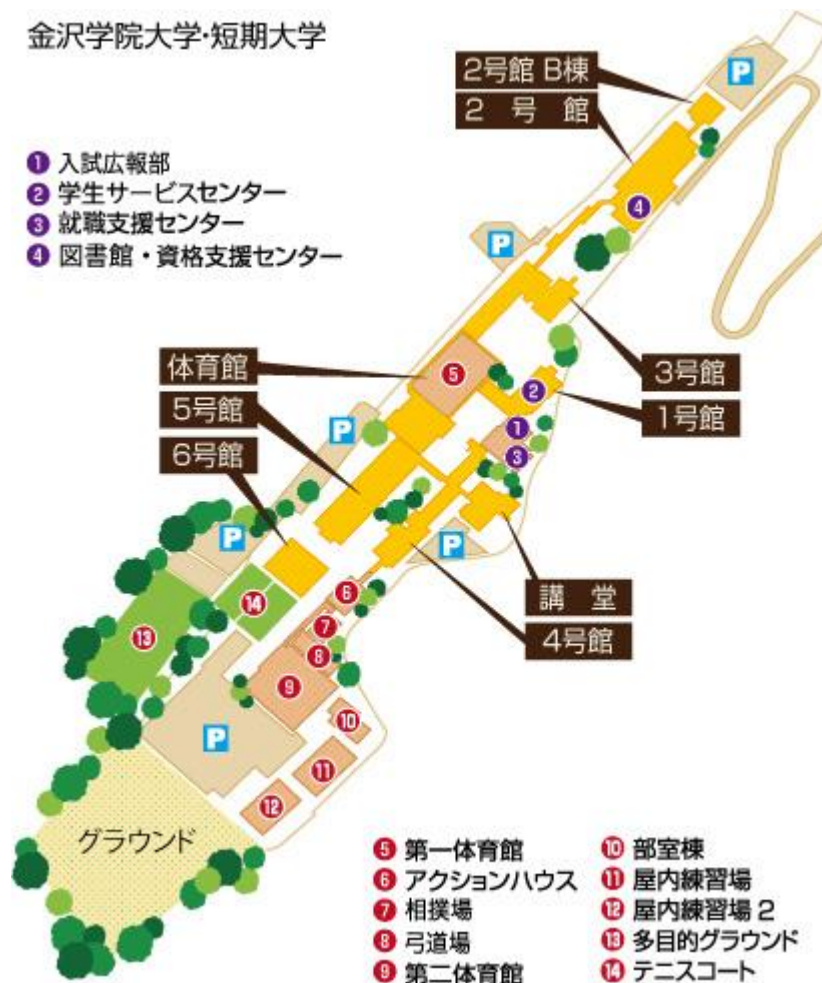 金沢学院大学・短期大学
❶ 入試広報部
❷ 学生サービスセンター
❸ 就職支援センター
❹ 図書館・資格支援センター
2号館 B棟
2 号 館
P
4
P
3号館
体育館
5
2
1号館
5号館
P
1
6号館
3
P
P
講 堂
4号館
6
14
7
13
8
9
10
P
11
12
グラウンド
❺ 第一体育館
❻ アクションハウス
❼ 相撲場
❽ 弓道場
❾ 第二体育館
❿ 部室棟
⓫ 屋内練習場
⓬ 屋内練習場 2
⓭ 多目的グラウンド
⓮ テニスコート